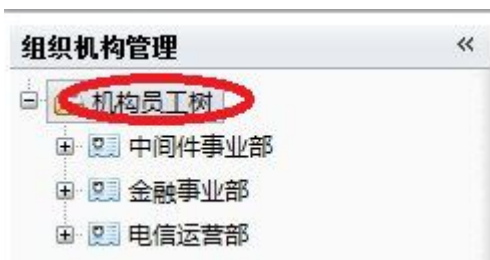 组织机构管理
机构员工树
中间件事业部
金融事业部
电信运营部